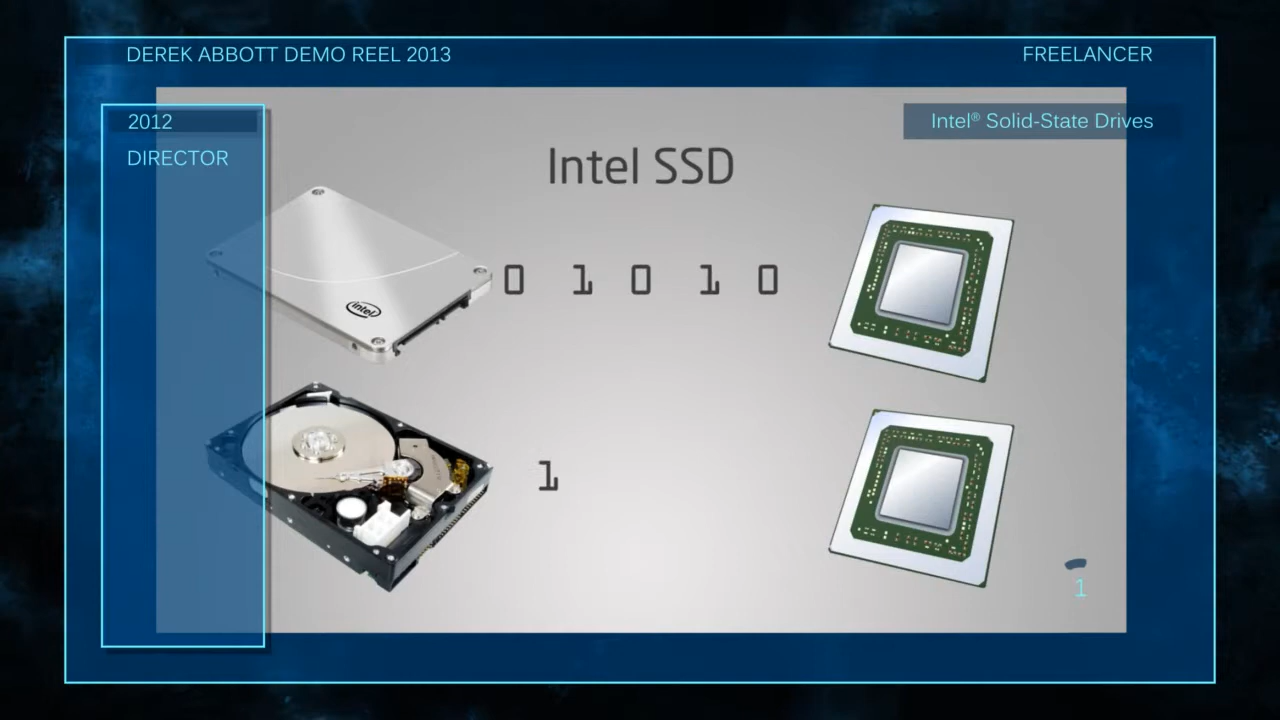 DEREK ABBOTT DEMO REEL 2013
FREELANCER
2012
Intel® Solid-State Drives
DIRECTOR
Intel SSD
0 1 0 1 0
intel
1
1